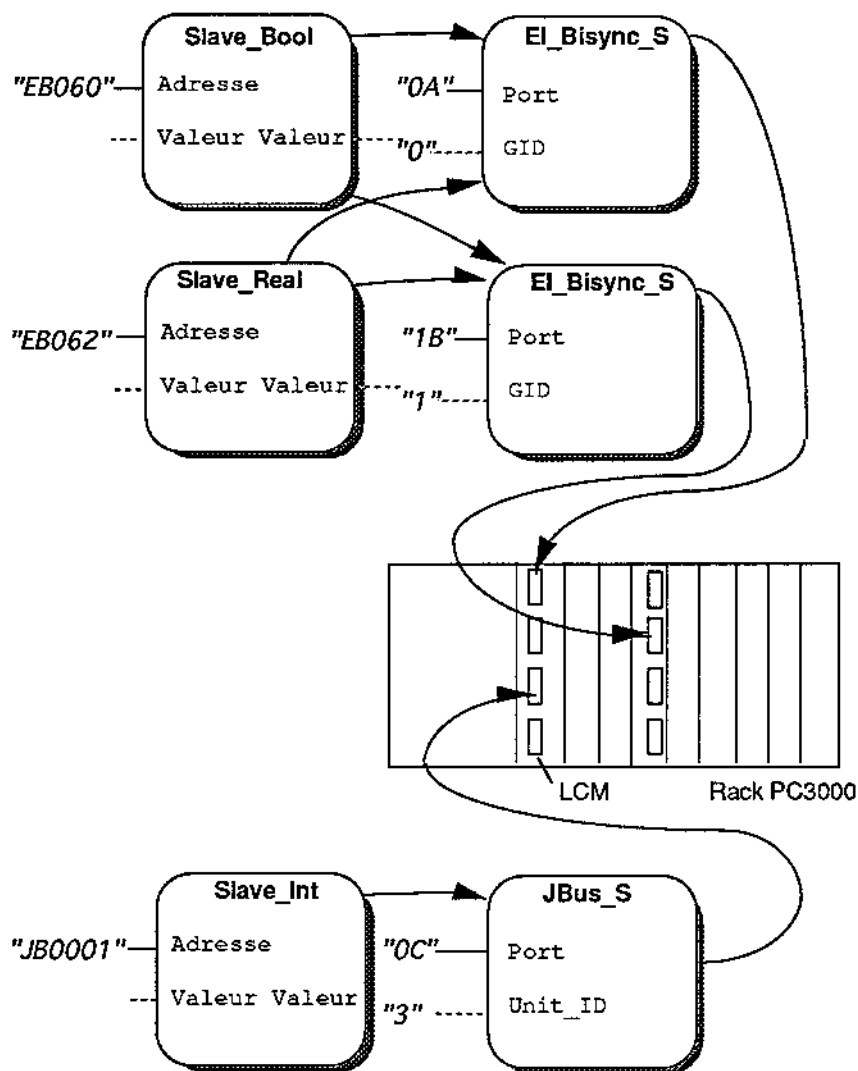 Slave_Bool EI_Bisync_S
"EB060" Adresse "0A" Port
Valeur Valeur "0" GID
Slave_Real EI_Bisync_S
"EB062" Adresse "1B" Port
Valeur Valeur "1" GID
LCM Rack PC3000
Slave_Int JBus_S
"JB0001" Adresse "0C" Port
Valeur Valeur "3" Unit_ID